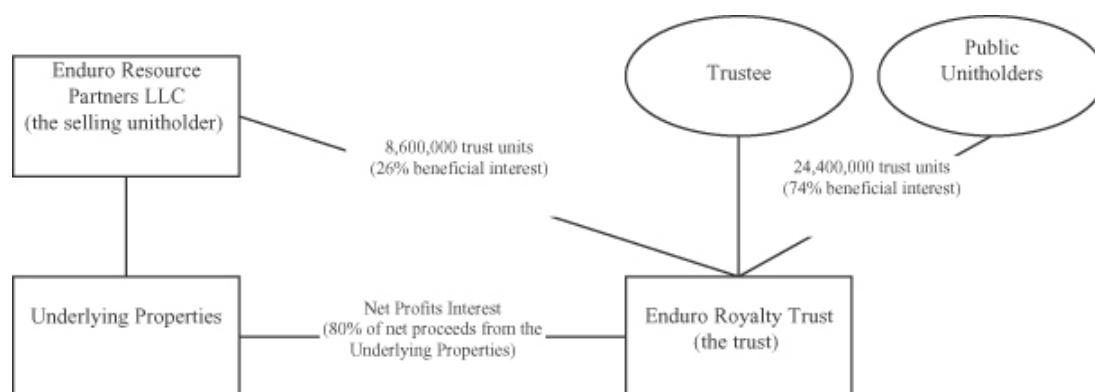 Enduro Resource
Partners LLC
(the selling unitholder)
Trustee
Public
Unitholders
8,600,000 trust units
(26% beneficial interest)
24,400,000 trust units
(74% beneficial interest)
Underlying Properties
Net Profits Interest
(80% of net proceeds from the
Underlying Properties)
Enduro Royalty Trust
(the trust)